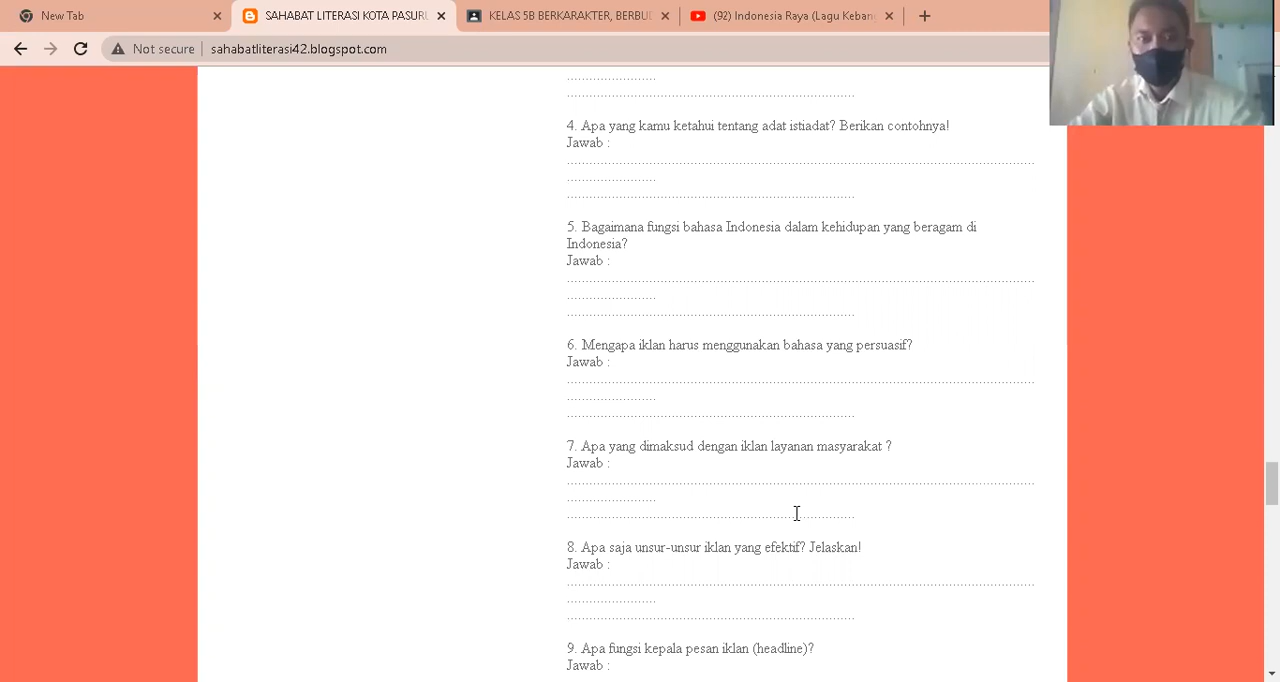 New Tab
SAHABAT LITERASI KOTA PASURU
KELAS 5B BERKARAKTER, BERBUD
(92) Indonesia Raya (Lagu Kebang
Not secure
sahabatliterasi42.blogspot.com
........................
..............................................................................
4. Apa yang kamu ketahui tentang adat istiadat? Berikan contohnya!
Jawab :
...............................................................................................................................
........................
..............................................................................
5. Bagaimana fungsi bahasa Indonesia dalam kehidupan yang beragam di
Indonesia?
Jawab :
...............................................................................................................................
........................
..............................................................................
6. Mengapa iklan harus menggunakan bahasa yang persuasif?
Jawab :
...............................................................................................................................
........................
..............................................................................
7. Apa yang dimaksud dengan iklan layanan masyarakat ?
Jawab :
...............................................................................................................................
........................
..............................................................................
8. Apa saja unsur-unsur iklan yang efektif? Jelaskan!
Jawab :
...............................................................................................................................
........................
..............................................................................
9. Apa fungsi kepala pesan iklan (headline)?
Jawab :